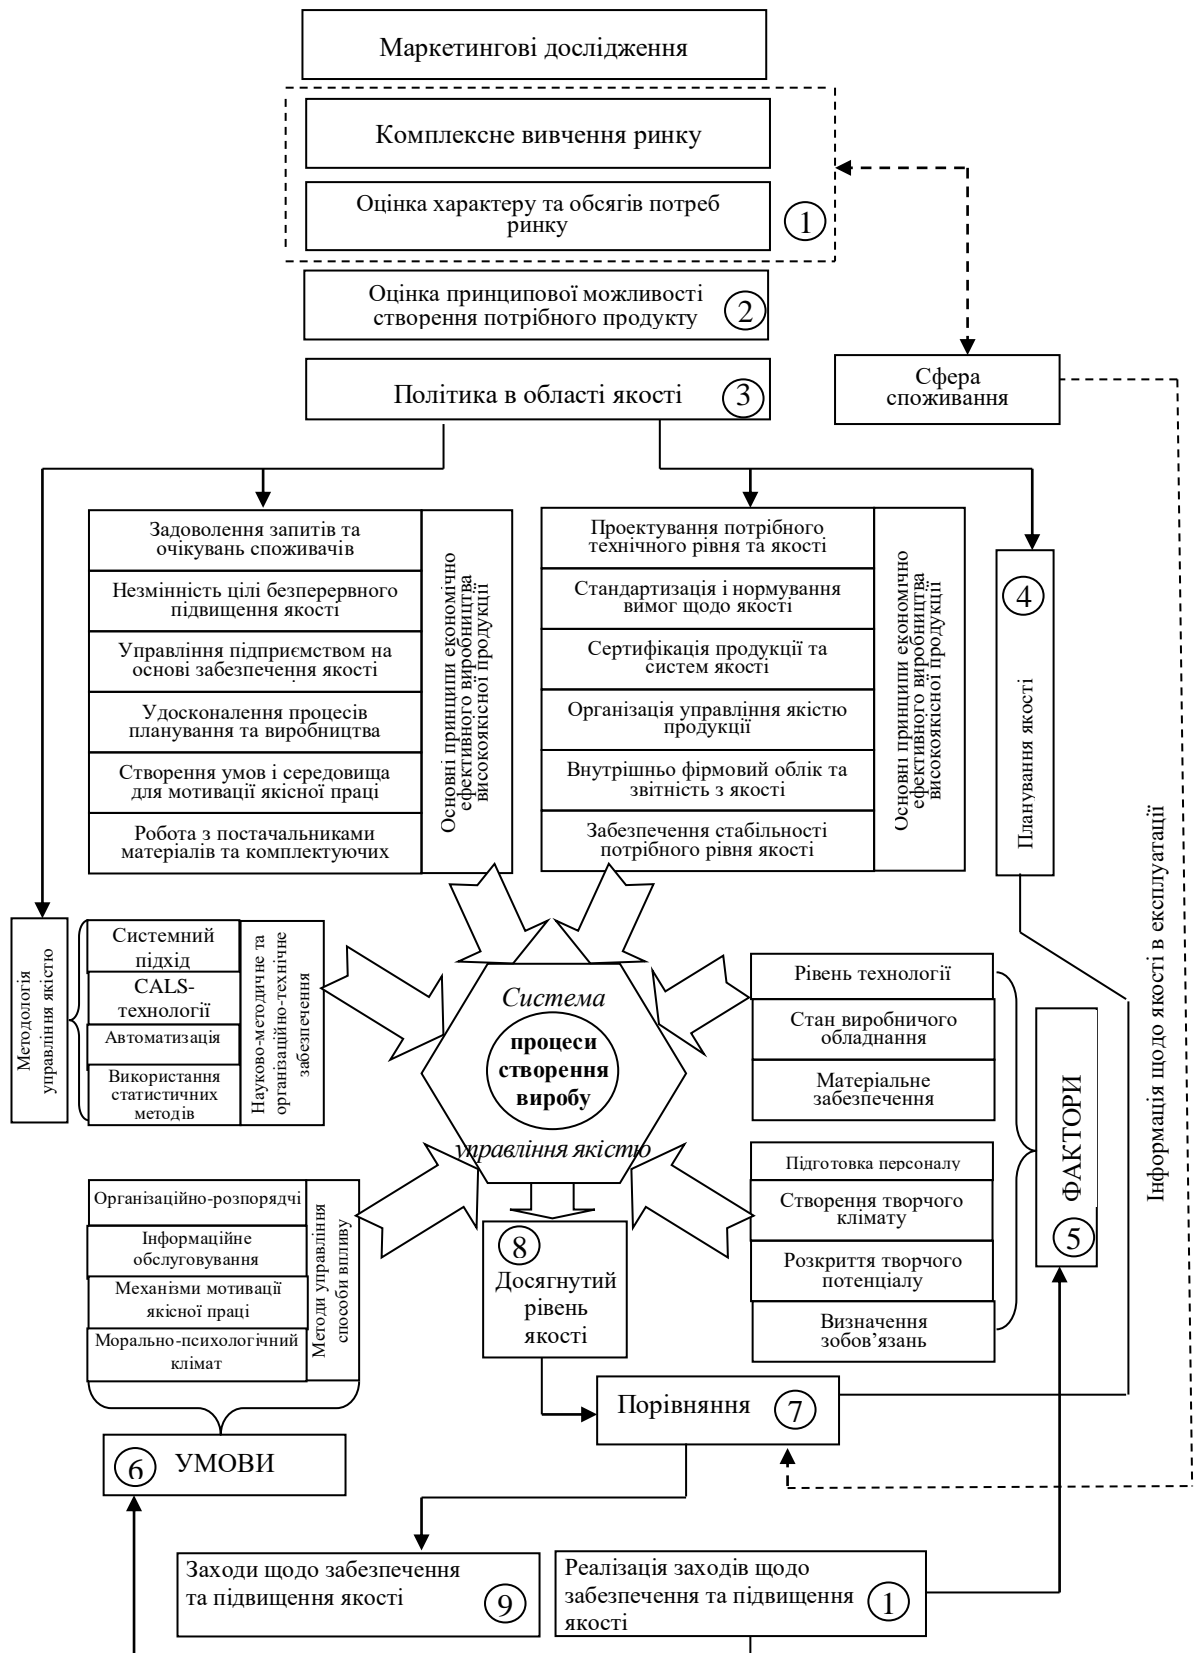 Маркетингові дослідження
Комплексне вивчення ринку
Оцінка характеру та обсягів потреб
ринку
1
Оцінка принципової можливості
створення потрібного продукту
2
Політика в області якості
3
Сфера
споживання
Задоволення запитів та
очікувань споживачів
Незмінність цілі безперервного
підвищення якості
Управління підприємством на
основі забезпечення якості
Удосконалення процесів
планування та виробництва
Створення умов і середовища
для мотивації якісної праці
Робота з постачальниками
матеріалів та комплектуючих
Основні принципи економічно
ефективного виробництва
високоякісної продукції
Проектування потрібного
технічного рівня та якості
Стандартизація і нормування
вимог щодо якості
Сертифікація продукції та
систем якості
Організація управління якістю
продукції
Внутрішньо фірмовий облік та
звітність з якості
Забезпечення стабільності
потрібного рівня якості
Основні принципи економічно
ефективного виробництва
високоякісної продукції
4
Планування якості
Інформація щодо якості в експлуатації
Методологія
управління якістю
Системний
підхід
CALS-
технології
Автоматизація
Використання
статистичних
методів
Науково-методичне та
організаційно-технічне
забезпечення
Система
процеси
створення
виробу
управління якістю
Рівень технології
Стан виробничого
обладнання
Матеріальне
забезпечення
Підготовка персоналу
Створення творчого
клімату
Розкриття творчого
потенціалу
Визначення
зобов’язань
ФАКТОРИ
5
Організаційно-розпорядчі
Інформаційне
обслуговування
Механізми мотивації
якісної праці
Морально-психологічний
клімат
Методи управління
способи впливу
8
Досягнутий
рівень
якості
Порівняння
7
6
УМОВИ
Заходи щодо забезпечення
та підвищення якості
9
Реалізація заходів щодо
забезпечення та підвищення
якості
1